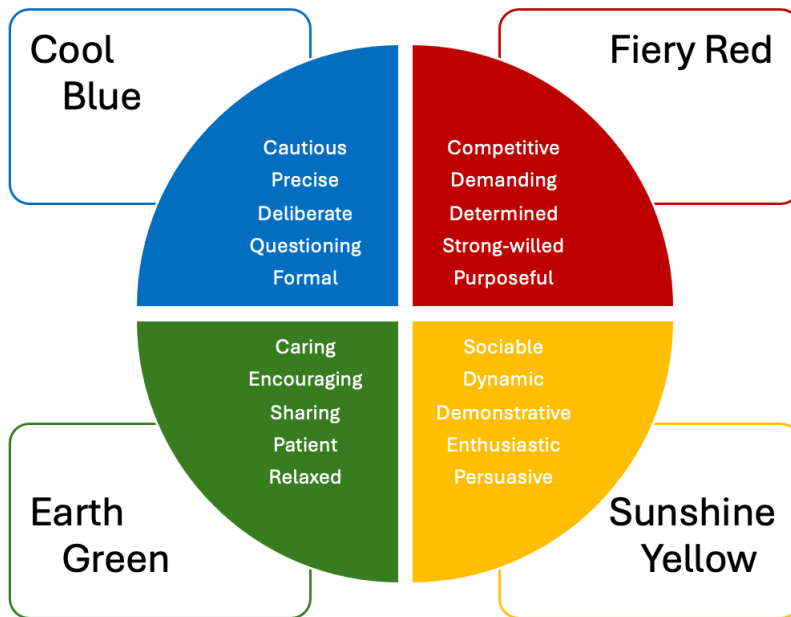 Cool
Blue
Fiery Red
Cautious
Precise
Deliberate
Questioning
Formal
Competitive
Demanding
Determined
Strong-willed
Purposeful
Caring
Encouraging
Sharing
Patient
Relaxed
Sociable
Dynamic
Demonstrative
Enthusiastic
Persuasive
Earth
Green
Sunshine
Yellow